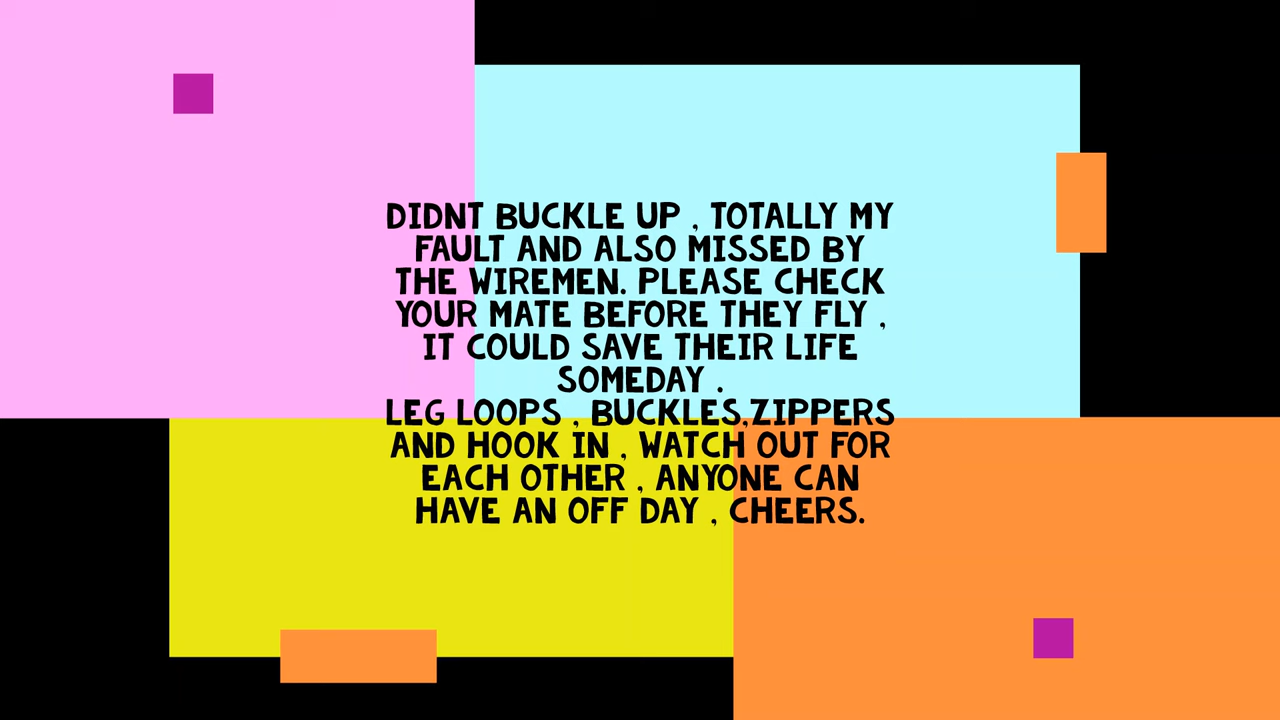 DIDNT BUCKLE UP , TOTALLY MY
FAULT AND ALSO MISSED BY
THE WIREMEN. PLEASE CHECK
YOUR MATE BEFORE THEY FLY ,
IT COULD SAVE THEIR LIFE
SOMEDAY .
LEG LOOPS , BUCKLES,ZIPPERS
AND HOOK IN , WATCH OUT FOR
EACH OTHER , ANYONE CAN
HAVE AN OFF DAY , CHEERS.